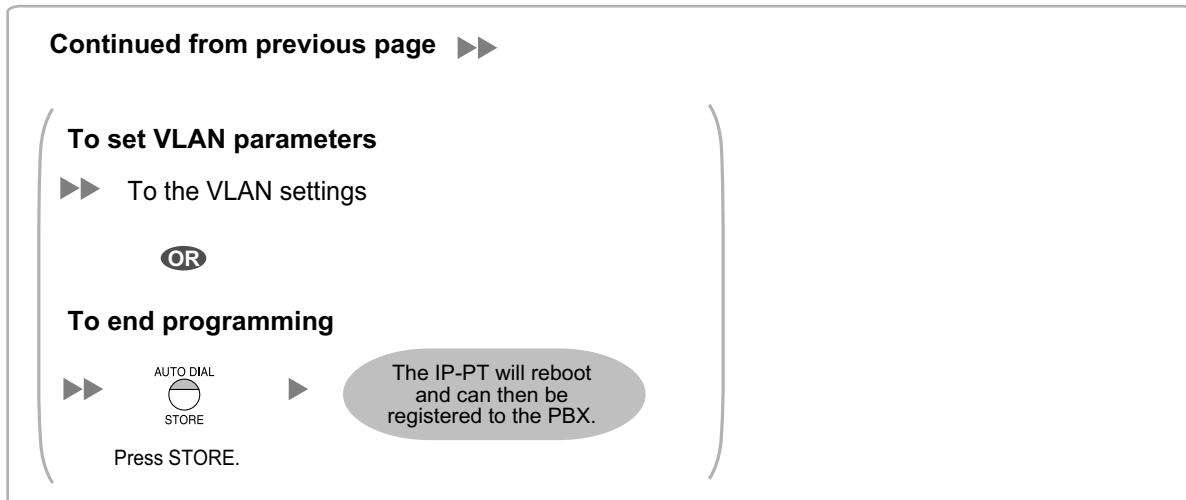 Continued from previous page
To set VLAN parameters
To the VLAN settings
OR
To end programming
AUTO DIAL
STORE
Press STORE.
The IP-PT will reboot
and can then be
registered to the PBX.